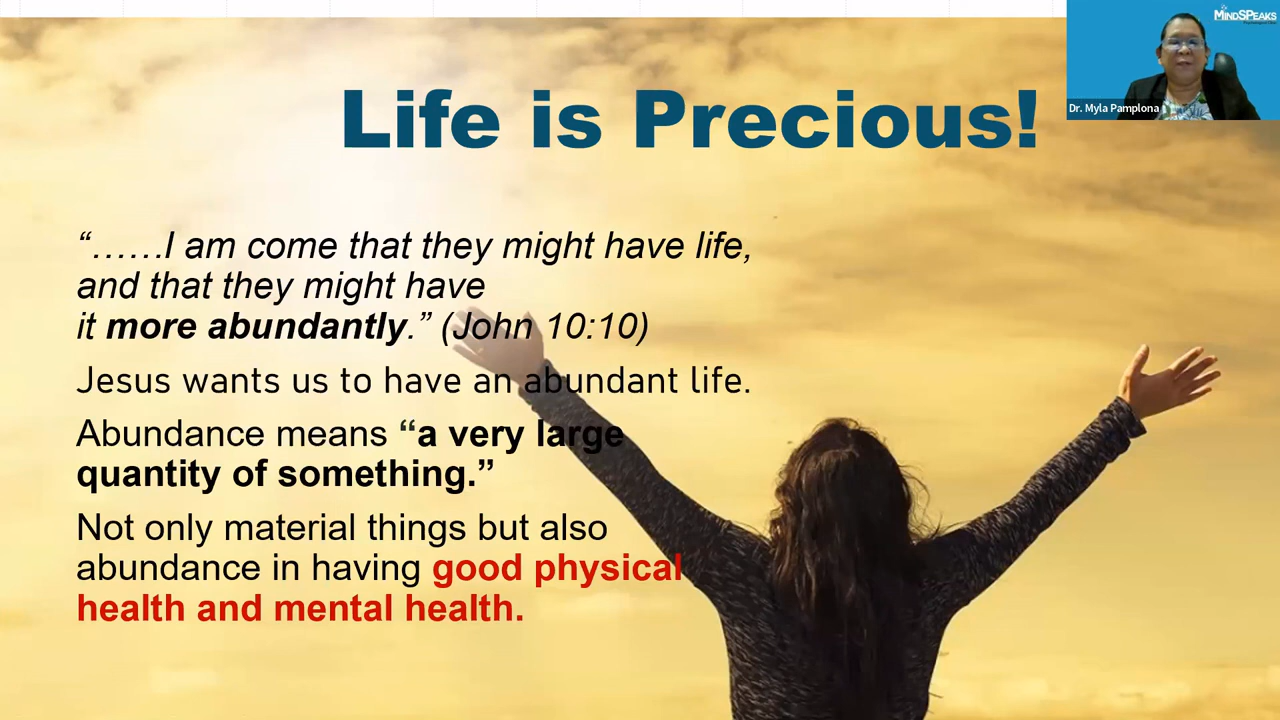 MINDSPEAKS
Dr. Myla Pamplona
Life is Precious!
“……I am come that they might have life,
and that they might have
it more abundantly.” (John 10:10)
Jesus wants us to have an abundant life.
Abundance means “a very large
quantity of something.”
Not only material things but also
abundance in having good physical
health and mental health.